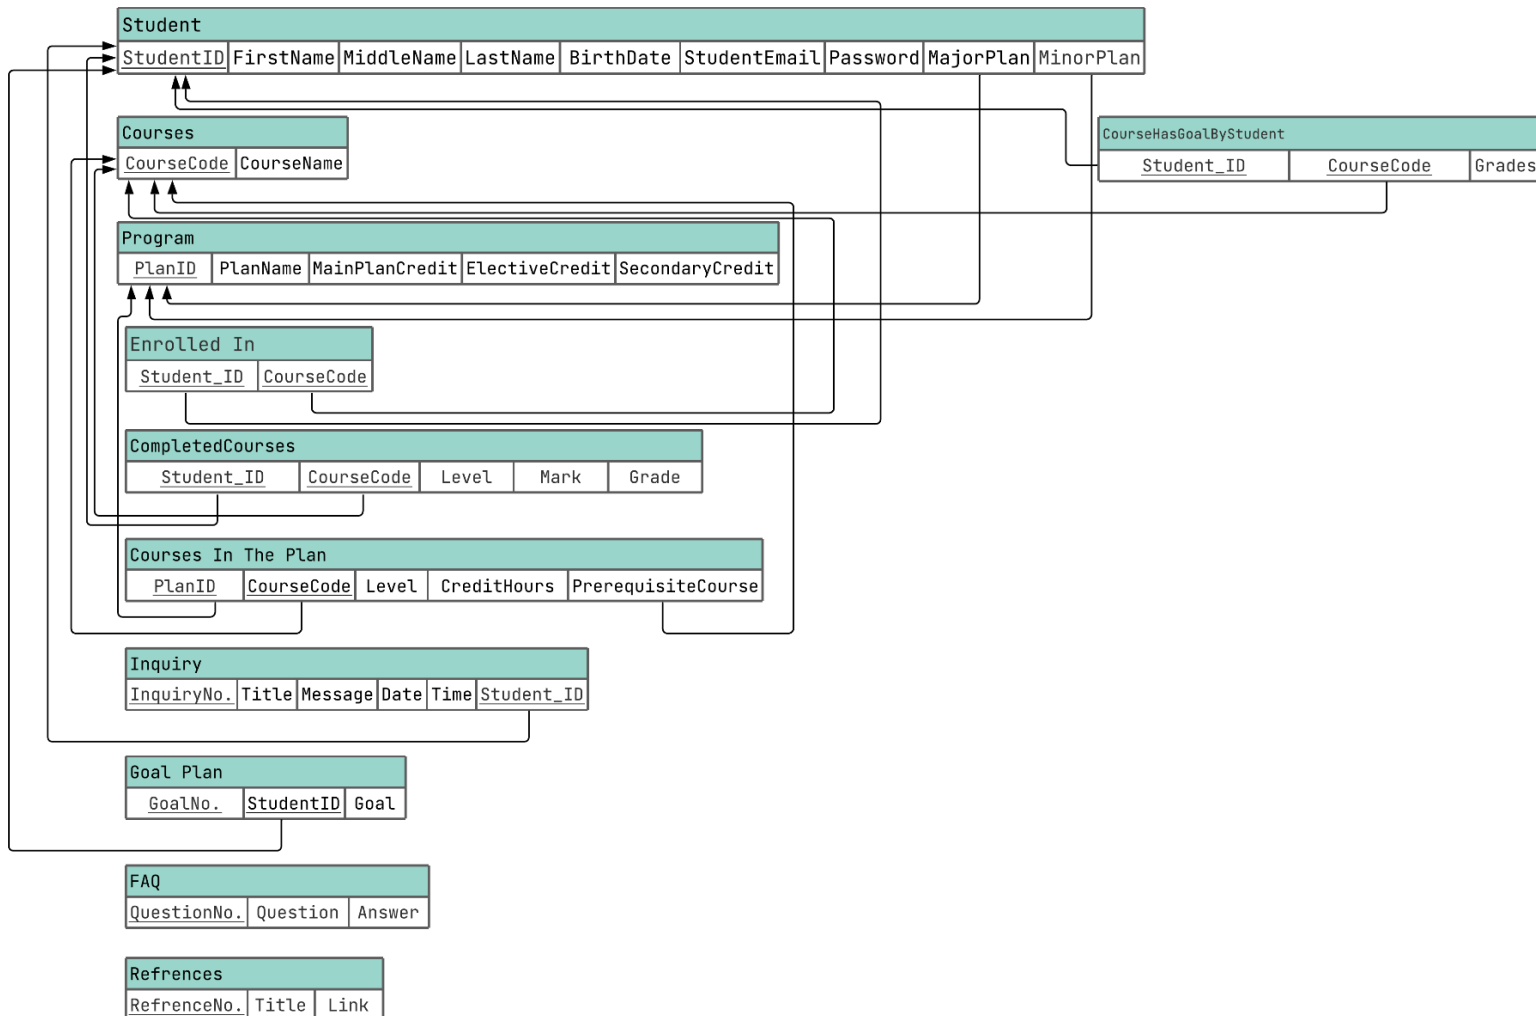 Student
StudentID FirstName MiddleName LastName BirthDate StudentEmail Password MajorPlan MinorPlan
Courses
CourseCode CourseName
CourseHasGoalByStudent
Student_ID CourseCode Grades
Program
PlanID PlanName MainPlanCredit ElectiveCredit SecondaryCredit
Enrolled In
Student_ID CourseCode
CompletedCourses
Student_ID CourseCode Level Mark Grade
Courses In The Plan
PlanID CourseCode Level CreditHours PrerequisiteCourse
Inquiry
InquiryNo. Title Message Date Time Student_ID
Goal Plan
GoalNo. StudentID Goal
FAQ
QuestionNo. Question Answer
Refrences
RefrenceNo. Title Link